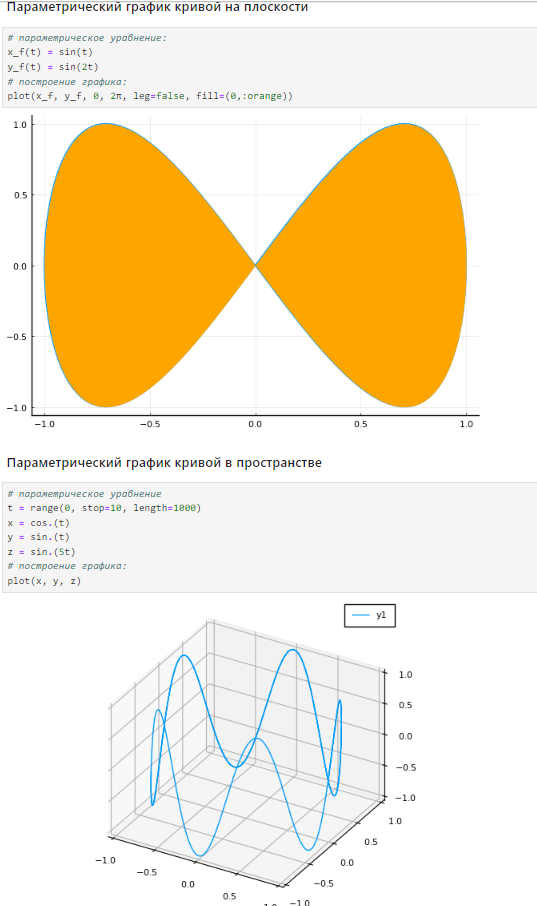 Параметрический график кривой на плоскости
# параметрическое уравнение:
x_f(t) = sin(t)
y_f(t) = sin(2t)
# построение графика:
plot(x_f, y_f, 0, 2π, leg=false, fill=(0,:orange))
1.0
0.5
0.0
−0.5
−1.0
−1.0 −0.5 0.0 0.5 1.0
Параметрический график кривой в пространстве
# параметрическое уравнение
t = range(0, stop=10, length=1000)
x = cos.(t)
y = sin.(t)
z = sin.(5t)
# построение графика:
plot(x, y, z)
y1
1.0
0.5
0.0
−0.5
−1.0
1.0
0.5
0.0
−0.5
−1.0
−1.0
−0.5
0.0
0.5
1.0